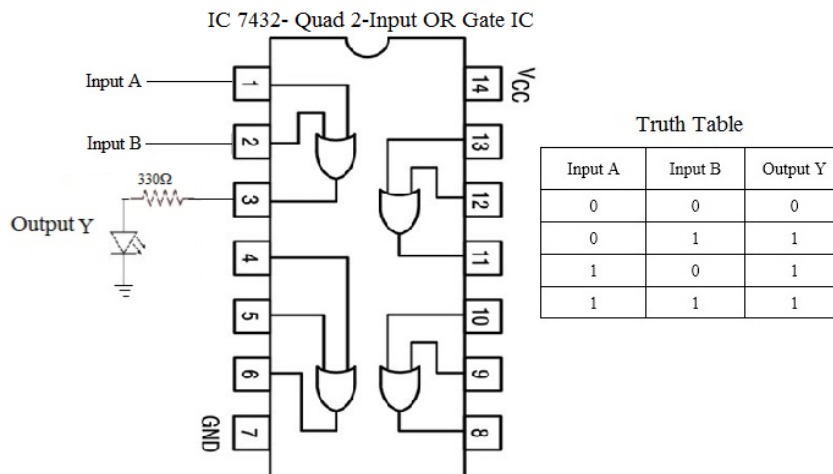 IC 7432- Quad 2-Input OR Gate IC
Input A
1
14
VCC
Input B
2
13
330Ω
3
12
Output Y
4
11
5
10
6
9
GND
7
8
Truth Table
Input A Input B Output Y
0 0 0
0 1 1
1 0 1
1 1 1